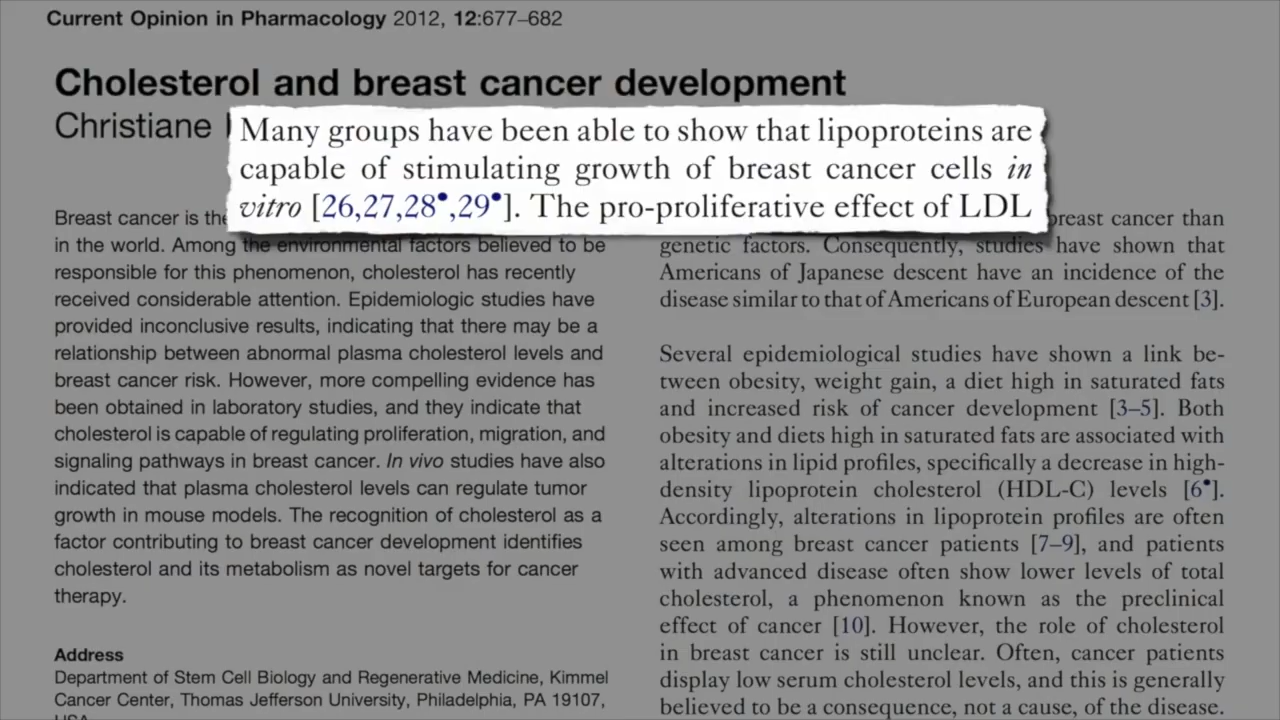 Current Opinion in Pharmacology 2012, 12:677–682
Cholesterol and breast cancer development
Christiane
Many groups have been able to show that lipoproteins are
capable of stimulating growth of breast cancer cells in
vitro [26,27,28•,29•]. The pro-proliferative effect of LDL
Breast cancer is the
in the world. Among the environmental factors believed to be
responsible for this phenomenon, cholesterol has recently
received considerable attention. Epidemiologic studies have
provided inconclusive results, indicating that there may be a
relationship between abnormal plasma cholesterol levels and
breast cancer risk. However, more compelling evidence has
been obtained in laboratory studies, and they indicate that
cholesterol is capable of regulating proliferation, migration, and
signaling pathways in breast cancer. In vivo studies have also
indicated that plasma cholesterol levels can regulate tumor
growth in mouse models. The recognition of cholesterol as a
factor contributing to breast cancer development identifies
cholesterol and its metabolism as novel targets for cancer
therapy.
Address
Department of Stem Cell Biology and Regenerative Medicine, Kimmel
Cancer Center, Thomas Jefferson University, Philadelphia, PA 19107,
USA
breast cancer than
genetic factors. Consequently, studies have shown that
Americans of Japanese descent have an incidence of the
disease similar to that of Americans of European descent [3].
Several epidemiological studies have shown a link be-
tween obesity, weight gain, a diet high in saturated fats
and increased risk of cancer development [3–5]. Both
obesity and diets high in saturated fats are associated with
alterations in lipid profiles, specifically a decrease in high-
density lipoprotein cholesterol (HDL-C) levels [6•].
Accordingly, alterations in lipoprotein profiles are often
seen among breast cancer patients [7–9], and patients
with advanced disease often show lower levels of total
cholesterol, a phenomenon known as the preclinical
effect of cancer [10]. However, the role of cholesterol
in breast cancer is still unclear. Often, cancer patients
display low serum cholesterol levels, and this is generally
believed to be a consequence, not a cause, of the disease.